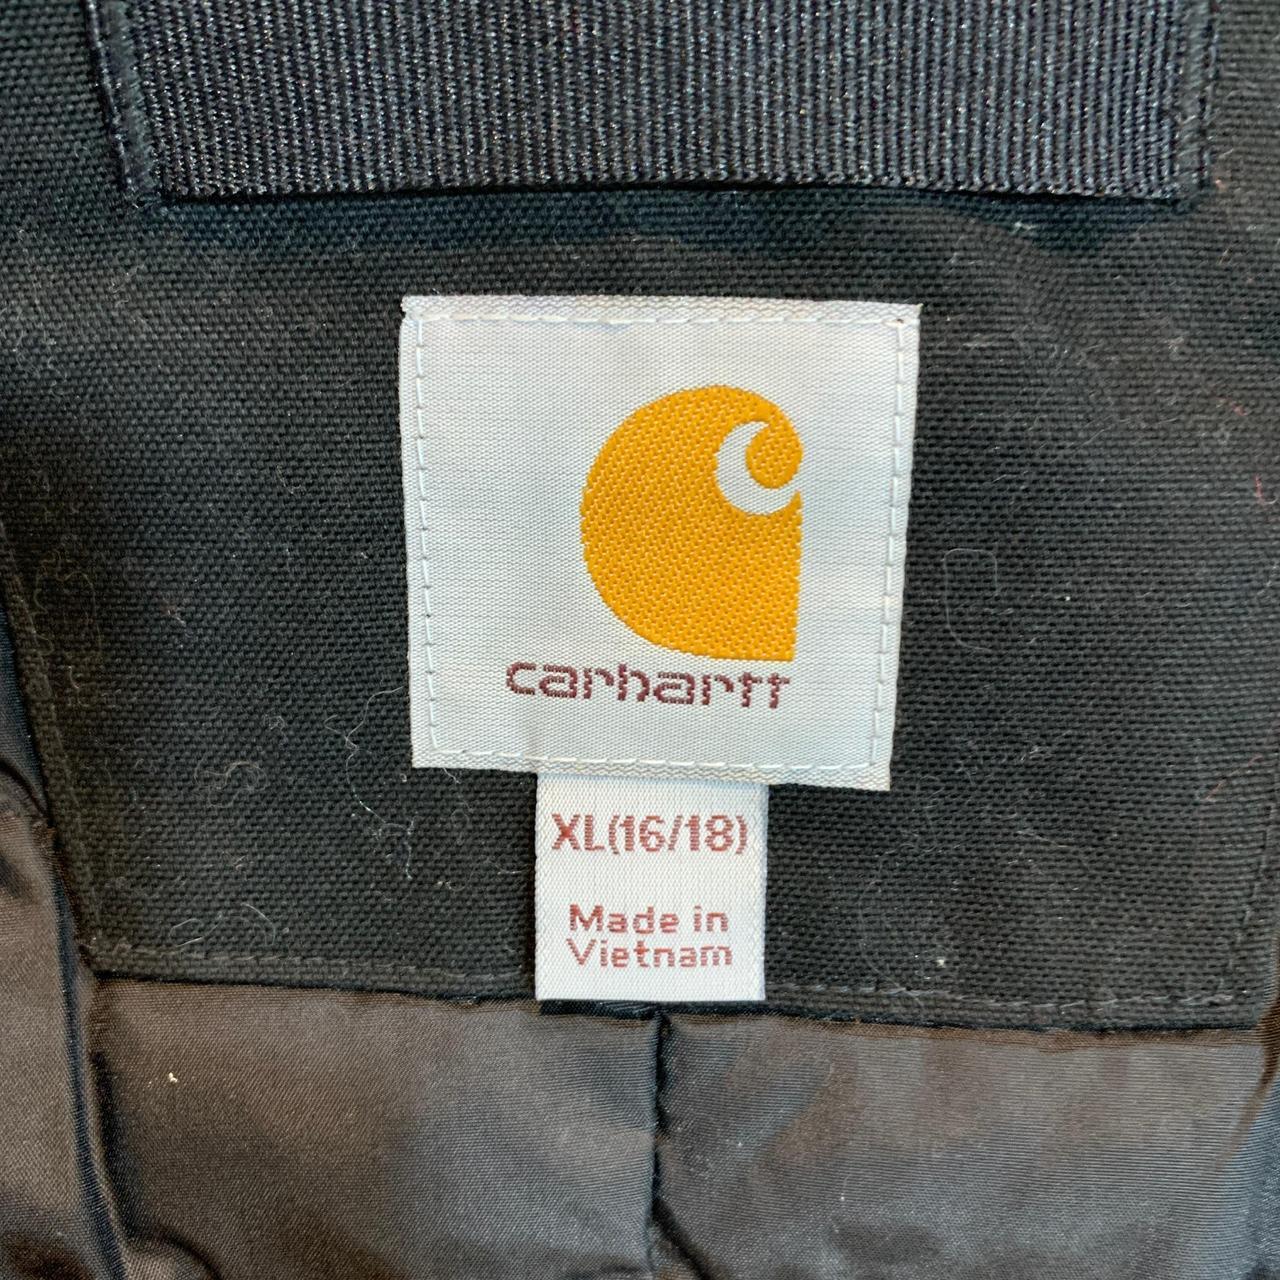 carhartt
XL(16/18)
Made in
Vietnam